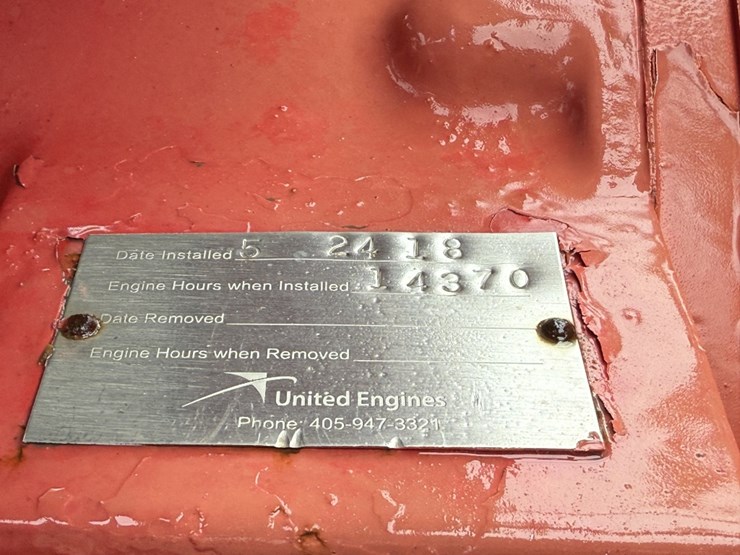 Date Installed 5 24 18
Engine Hours when Installed 14370
Date Removed
Engine Hours when Removed
United Engines
Phone: 405-947-3321